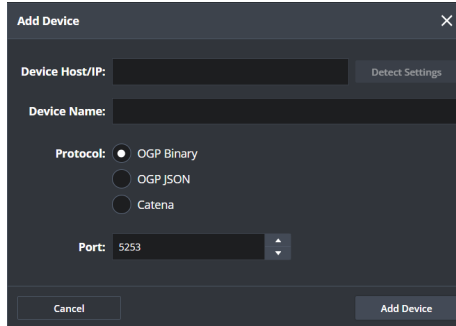 Add Device
Device Host/IP:
Detect Settings
Device Name:
Protocol:
OGP Binary
OGP JSON
Catena
Port:
5253
Cancel
Add Device